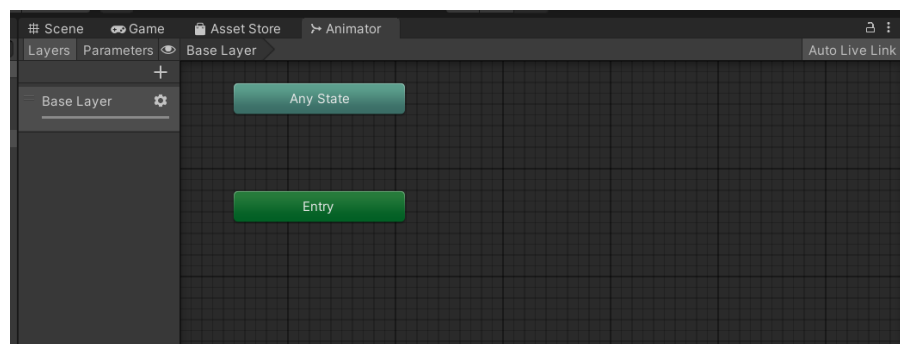 Scene Game Asset Store Animator
Layers Parameters Base Layer Auto Live Link
Base Layer
Any State
Entry